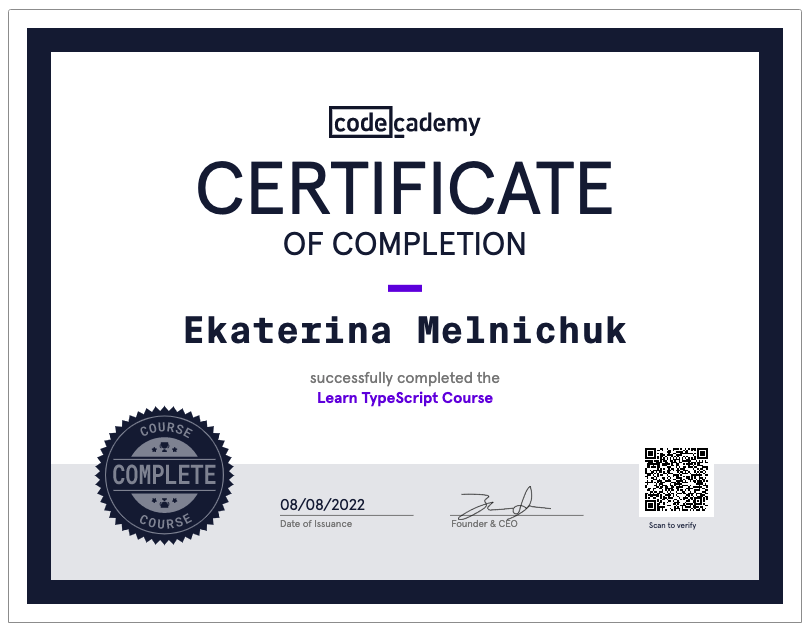 codecademy
CERTIFICATE
OF COMPLETION
Ekaterina Melnichuk
successfully completed the
Learn TypeScript Course
COURSE
COMPLETE
COURSE
08/08/2022
Date of Issuance
Founder & CEO
Scan to verify